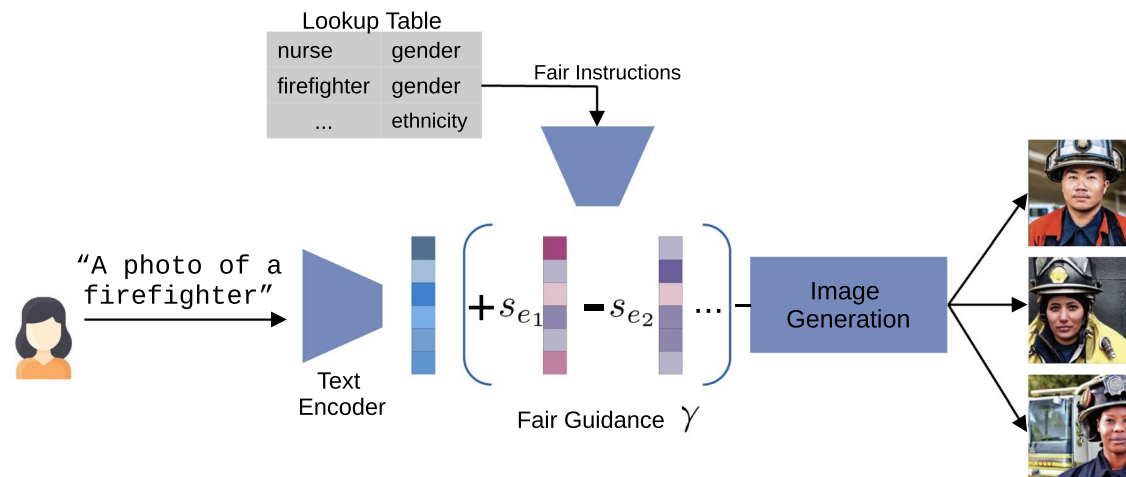 Lookup Table
nurse gender
firefighter gender
... ethnicity
Fair Instructions
“A photo of a
firefighter”
Text
Encoder
+ s_{e_1} − s_{e_2} ...
Fair Guidance γ
Image
Generation